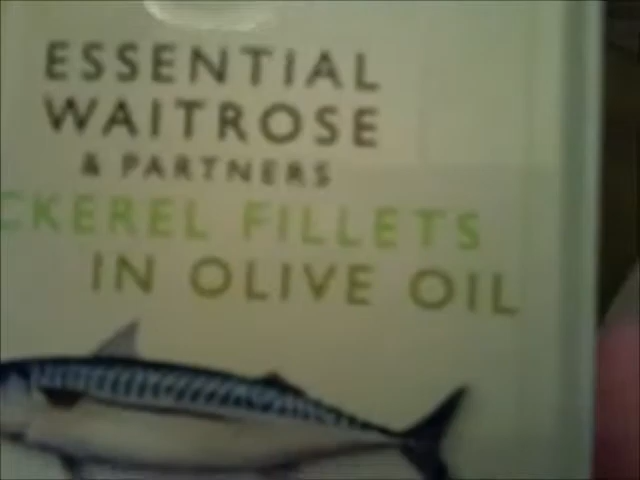 ESSENTIAL
WAITROSE
& PARTNERS
CKEREL FILLETS
IN OLIVE OIL